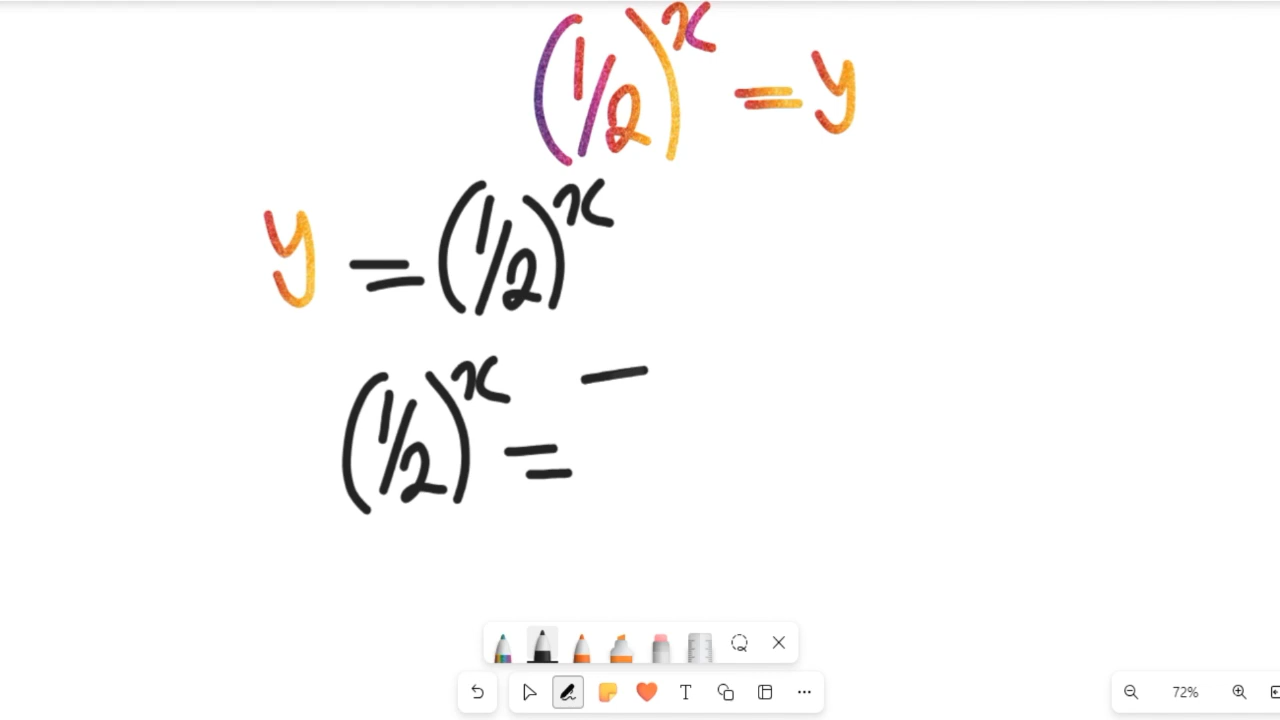 (1/2)^x = y
y = (1/2)^x
(1/2)^x =
72%